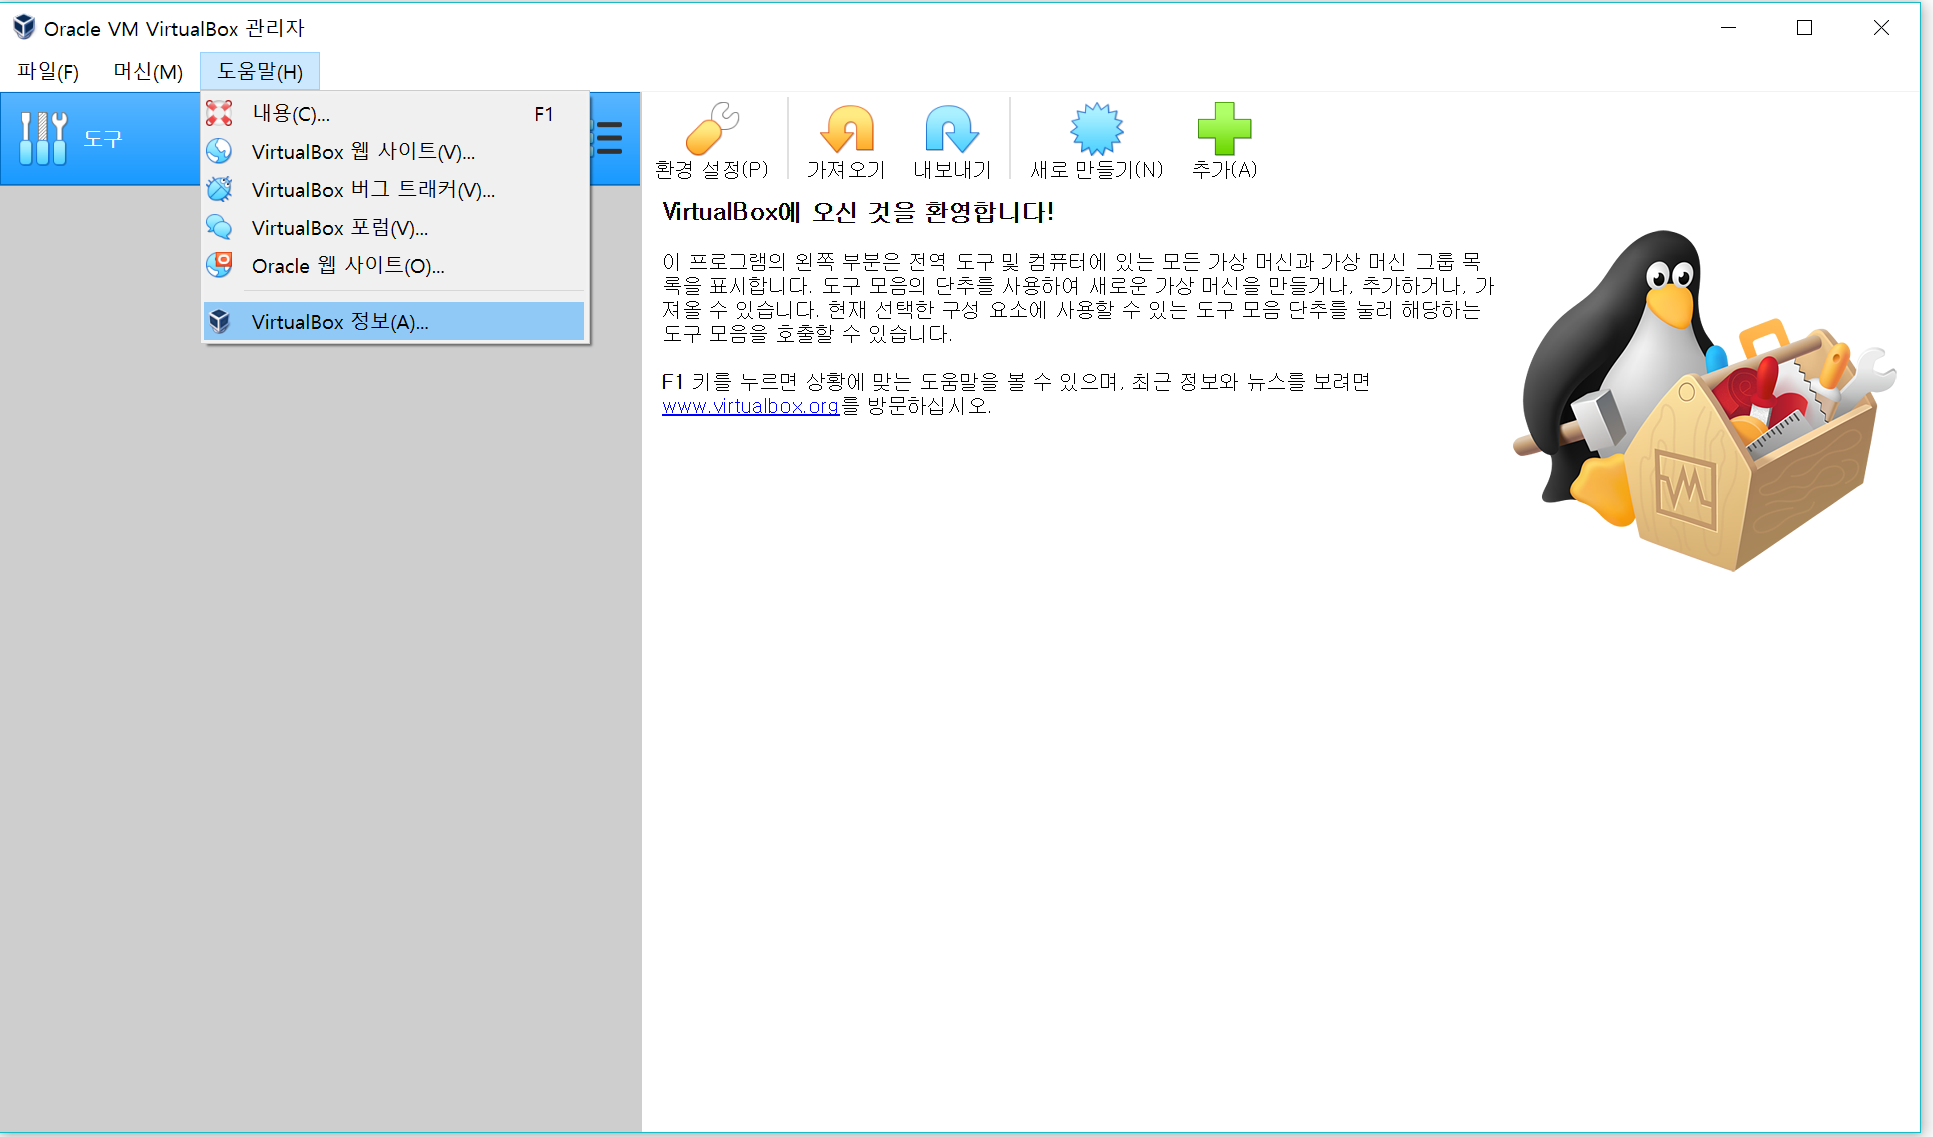 Oracle VM VirtualBox 관리자
파일(F) 머신(M) 도움말(H)
도구
내용(C)... F1
VirtualBox 웹 사이트(V)...
VirtualBox 버그 트래커(V)...
VirtualBox 포럼(V)...
Oracle 웹 사이트(O)...
VirtualBox 정보(A)...
환경 설정(P) 가져오기 내보내기 새로 만들기(N) 추가(A)
VirtualBox에 오신 것을 환영합니다!
이 프로그램의 왼쪽 부분은 전역 도구 및 컴퓨터에 있는 모든 가상 머신과 가상 머신 그룹 목
록을 표시합니다. 도구 모음의 단추를 사용하여 새로운 가상 머신을 만들거나, 추가하거나, 가
져올 수 있습니다. 현재 선택한 구성 요소에 사용할 수 있는 도구 모음 단추를 눌러 해당하는
도구 모음을 호출할 수 있습니다.
F1 키를 누르면 상황에 맞는 도움말을 볼 수 있으며, 최근 정보와 뉴스를 보려면
www.virtualbox.org를 방문하십시오.